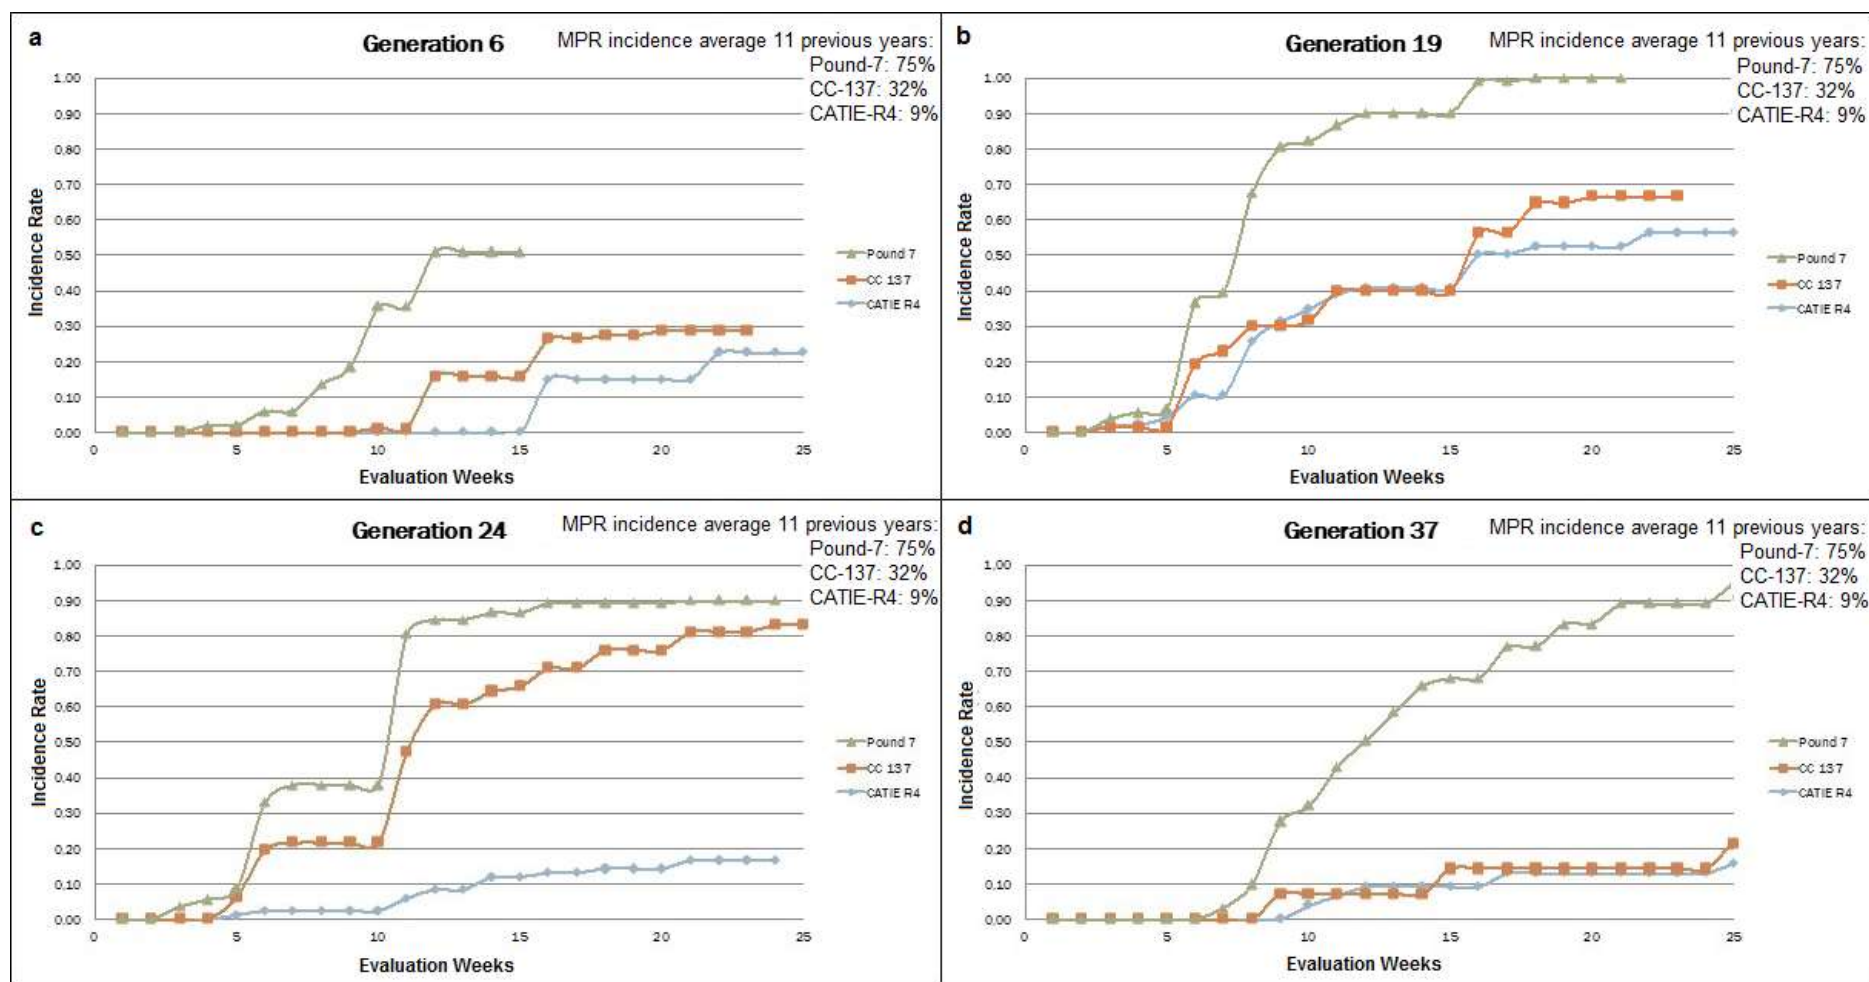 a
Generation 6
MPR incidence average 11 previous years:
Pound-7: 75%
CC-137: 32%
CATIE-R4: 9%
1.00
0.90
0.80
0.70
0.60
0.50
0.40
0.30
0.20
0.10
0.00
Incidence Rate
Pound 7
CC 137
CATIE R4
0 5 10 15 20 25
Evaluation Weeks
b
Generation 19
MPR incidence average 11 previous years:
Pound-7: 75%
CC-137: 32%
CATIE-R4: 9%
1.00
0.90
0.80
0.70
0.60
0.50
0.40
0.30
0.20
0.10
0.00
Incidence Rate
Pound 7
CC 137
CATIE R4
0 5 10 15 20 25
Evaluation Weeks
c
Generation 24
MPR incidence average 11 previous years:
Pound-7: 75%
CC-137: 32%
CATIE-R4: 9%
1.00
0.90
0.80
0.70
0.60
0.50
0.40
0.30
0.20
0.10
0.00
Incidence Rate
Pound 7
CC 137
CATIE R4
0 5 10 15 20 25
Evaluation Weeks
d
Generation 37
MPR incidence average 11 previous years:
Pound-7: 75%
CC-137: 32%
CATIE-R4: 9%
1.00
0.90
0.80
0.70
0.60
0.50
0.40
0.30
0.20
0.10
0.00
Incidence Rate
Pound 7
CC 137
CATIE R4
0 5 10 15 20 25
Evaluation Weeks